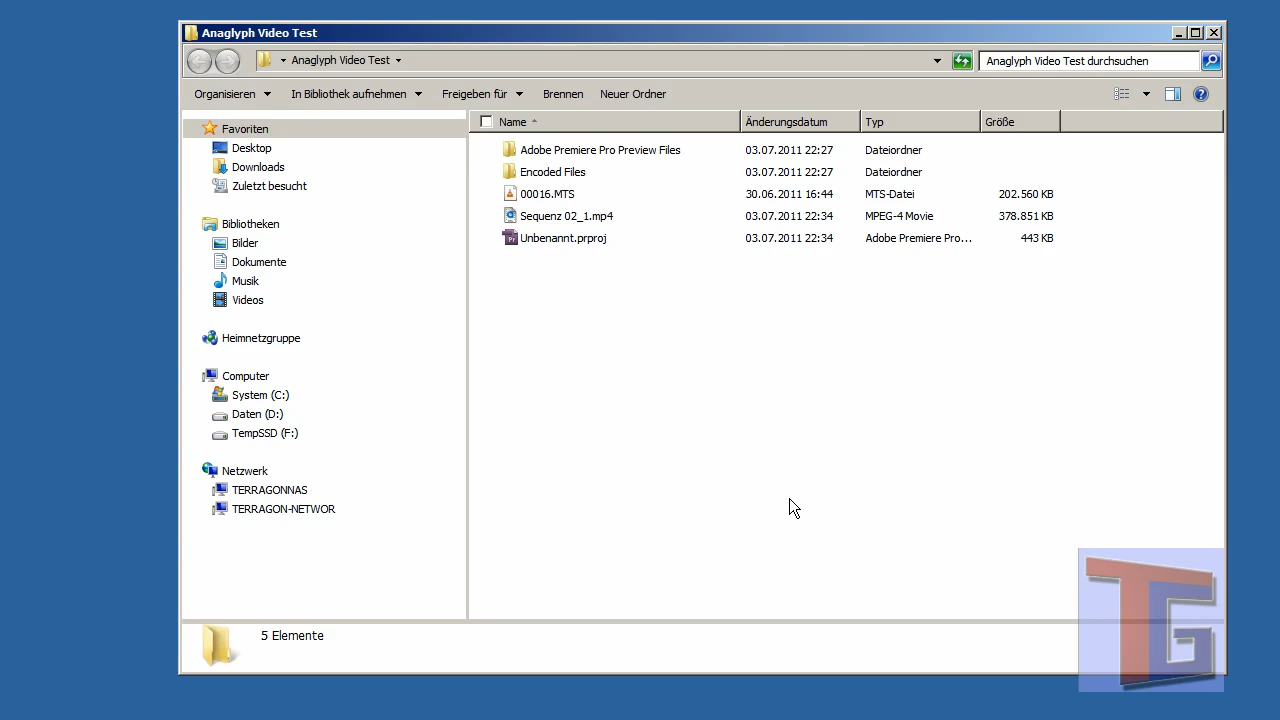 Anaglyph Video Test
Anaglyph Video Test
Anaglyph Video Test durchsuchen
Organisieren In Bibliothek aufnehmen Freigeben für Brennen Neuer Ordner
Favoriten
Desktop
Downloads
Zuletzt besucht
Bibliotheken
Bilder
Dokumente
Musik
Videos
Heimnetzgruppe
Computer
System (C:)
Daten (D:)
TempSSD (F:)
Netzwerk
TERRAGONNAS
TERRAGON-NETWOR
Name Änderungsdatum Typ Größe
Adobe Premiere Pro Preview Files 03.07.2011 22:27 Dateiordner
Encoded Files 03.07.2011 22:27 Dateiordner
00016.MTS 30.06.2011 16:44 MTS-Datei 202.560 KB
Sequenz 02_1.mp4 03.07.2011 22:34 MPEG-4 Movie 378.851 KB
Unbenannt.prproj 03.07.2011 22:34 Adobe Premiere Pro... 443 KB
5 Elemente
TG